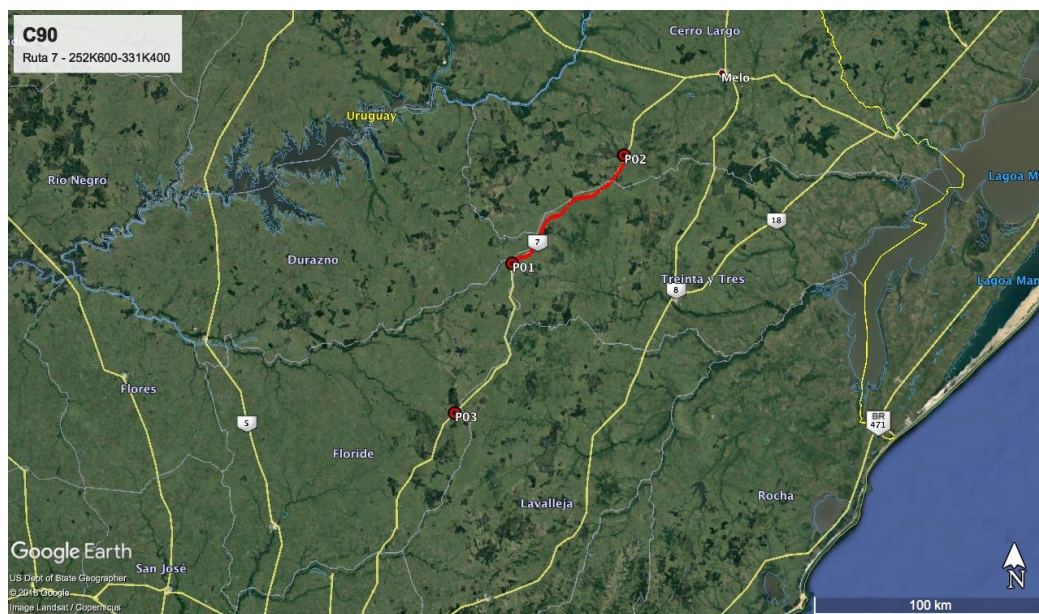 C90
Ruta 7 - 252K600-331K400
Cerro Largo
Melo
Uruguay
P02
Río Negro
Lagoa M
18
7
Durazno
P01
Treinta y Tres
Lagoa Man
8
Flores
P03
BR
471
5
Floride
Lavalleja
Rocha
Google Earth
US Dept of State Geographer
San José
© 2018 Google
Image Landsat / Copernicus
N
100 km